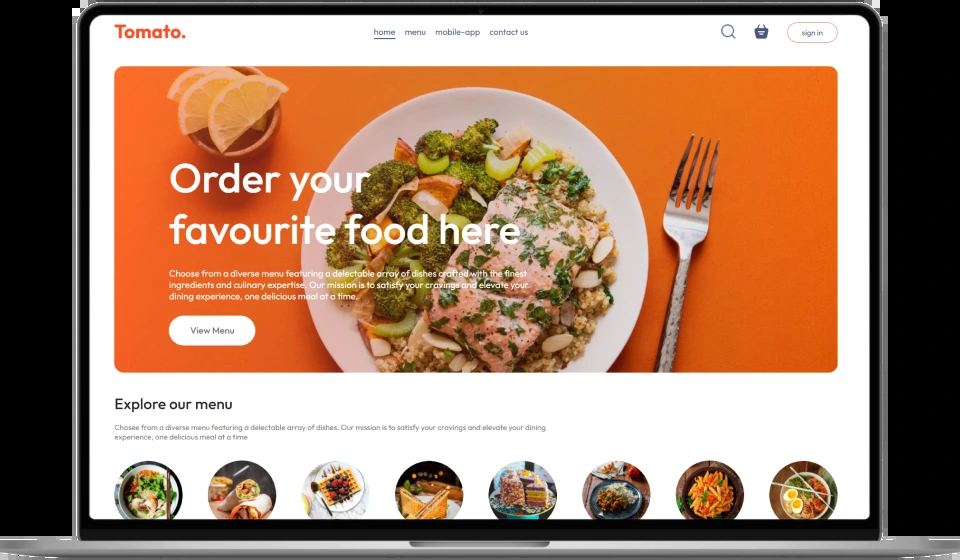 Tomato.
home menu mobile-app contact us
sign in
Order your
favourite food here
Choose from a diverse menu featuring a delectable array of dishes crafted with the finest
ingredients and culinary expertise. Our mission is to satisfy your cravings and elevate your
dining experience, one delicious meal at a time.
View Menu
Explore our menu
Chosee from a diverse menu featuring a delectable array of dishes. Our mission is to satisfy your cravings and elevate your dining
experience, one delicious meal at a time